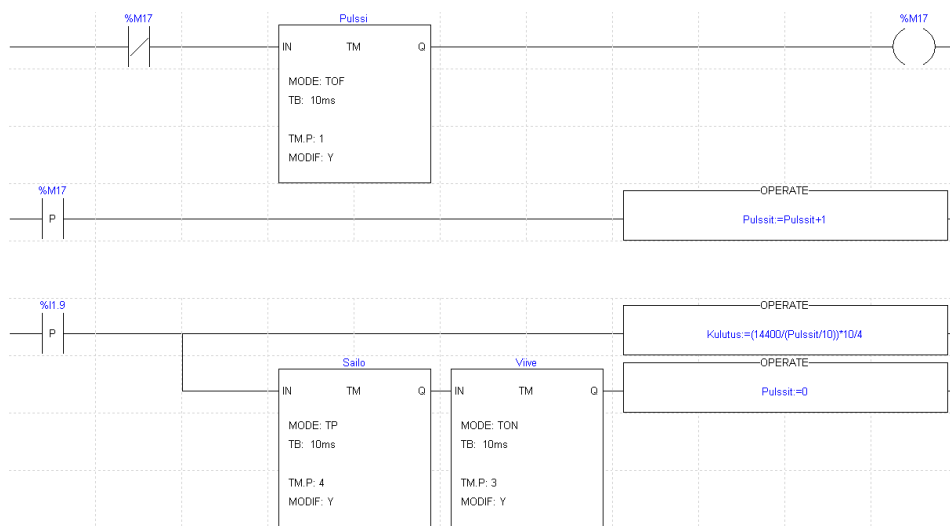 %M17
Pulssi
%M17
IN TM Q
MODE: TOF
TB: 10ms
TM.P: 1
MODIF: Y
%M17
P
OPERATE
Pulssit:=Pulssit+1
%I1.9
P
OPERATE
Kulutus:=(14400/(Pulssit/10))*10/4
Sailo
Viive
OPERATE
IN TM Q
IN TM Q
Pulssit:=0
MODE: TP
MODE: TON
TB: 10ms
TB: 10ms
TM.P: 4
TM.P: 3
MODIF: Y
MODIF: Y